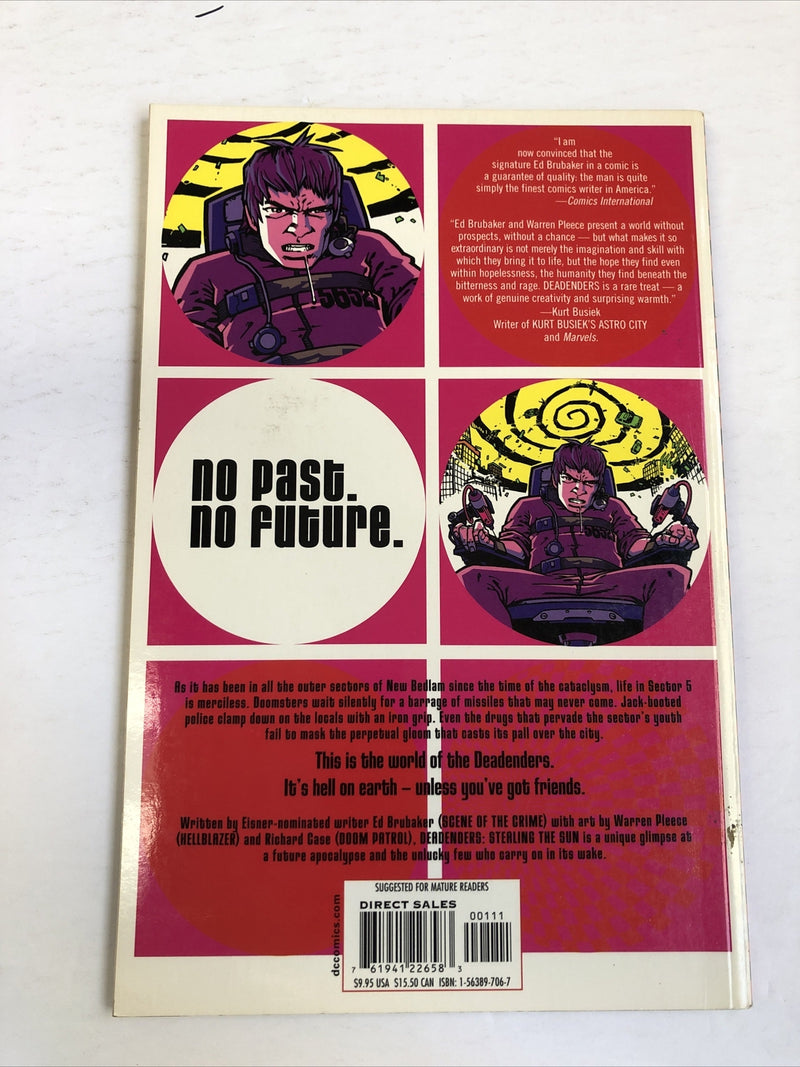 "I am
now convinced that the
signature Ed Brubaker in a comic is
a guarantee of quality: the man is quite
simply the finest comics writer in America."
—Comics International
"Ed Brubaker and Warren Pleece present a world without
prospects, without a chance — but what makes it so
extraordinary is not merely the imagination and skill with
which they bring it to life, but the hope they find even
within hopelessness, the humanity they find beneath the
bitterness and rage. DEADENDERS is a rare treat — a
work of genuine creativity and surprising warmth."
—Kurt Busiek
Writer of KURT BUSIEK'S ASTRO CITY
and Marvels.
no past.
no future.
As it has been in all the outer sectors of New Bedlam since the time of the cataclysm, life in Sector 5
is merciless. Doomsters wait silently for a barrage of missiles that may never come. Jack-booted
police clamp down on the locals with an iron grip. Even the drugs that pervade the sector's youth
fail to mask the perpetual gloom that casts its pall over the city.
This is the world of the Deadenders.
It's hell on earth – unless you've got friends.
Written by Eisner-nominated writer Ed Brubaker (SCENE OF THE CRIME) with art by Warren Pleece
(HELLBLAZER) and Richard Case (DOOM PATROL), DEADENDERS: STEALING THE SUN is a unique glimpse at
a future apocalypse and the unlucky few who carry on in its wake.
SUGGESTED FOR MATURE READERS
DIRECT SALES
00111
dccomics.com
7 61941 22658 3
$9.95 USA $15.50 CAN ISBN: 1-56389-706-7